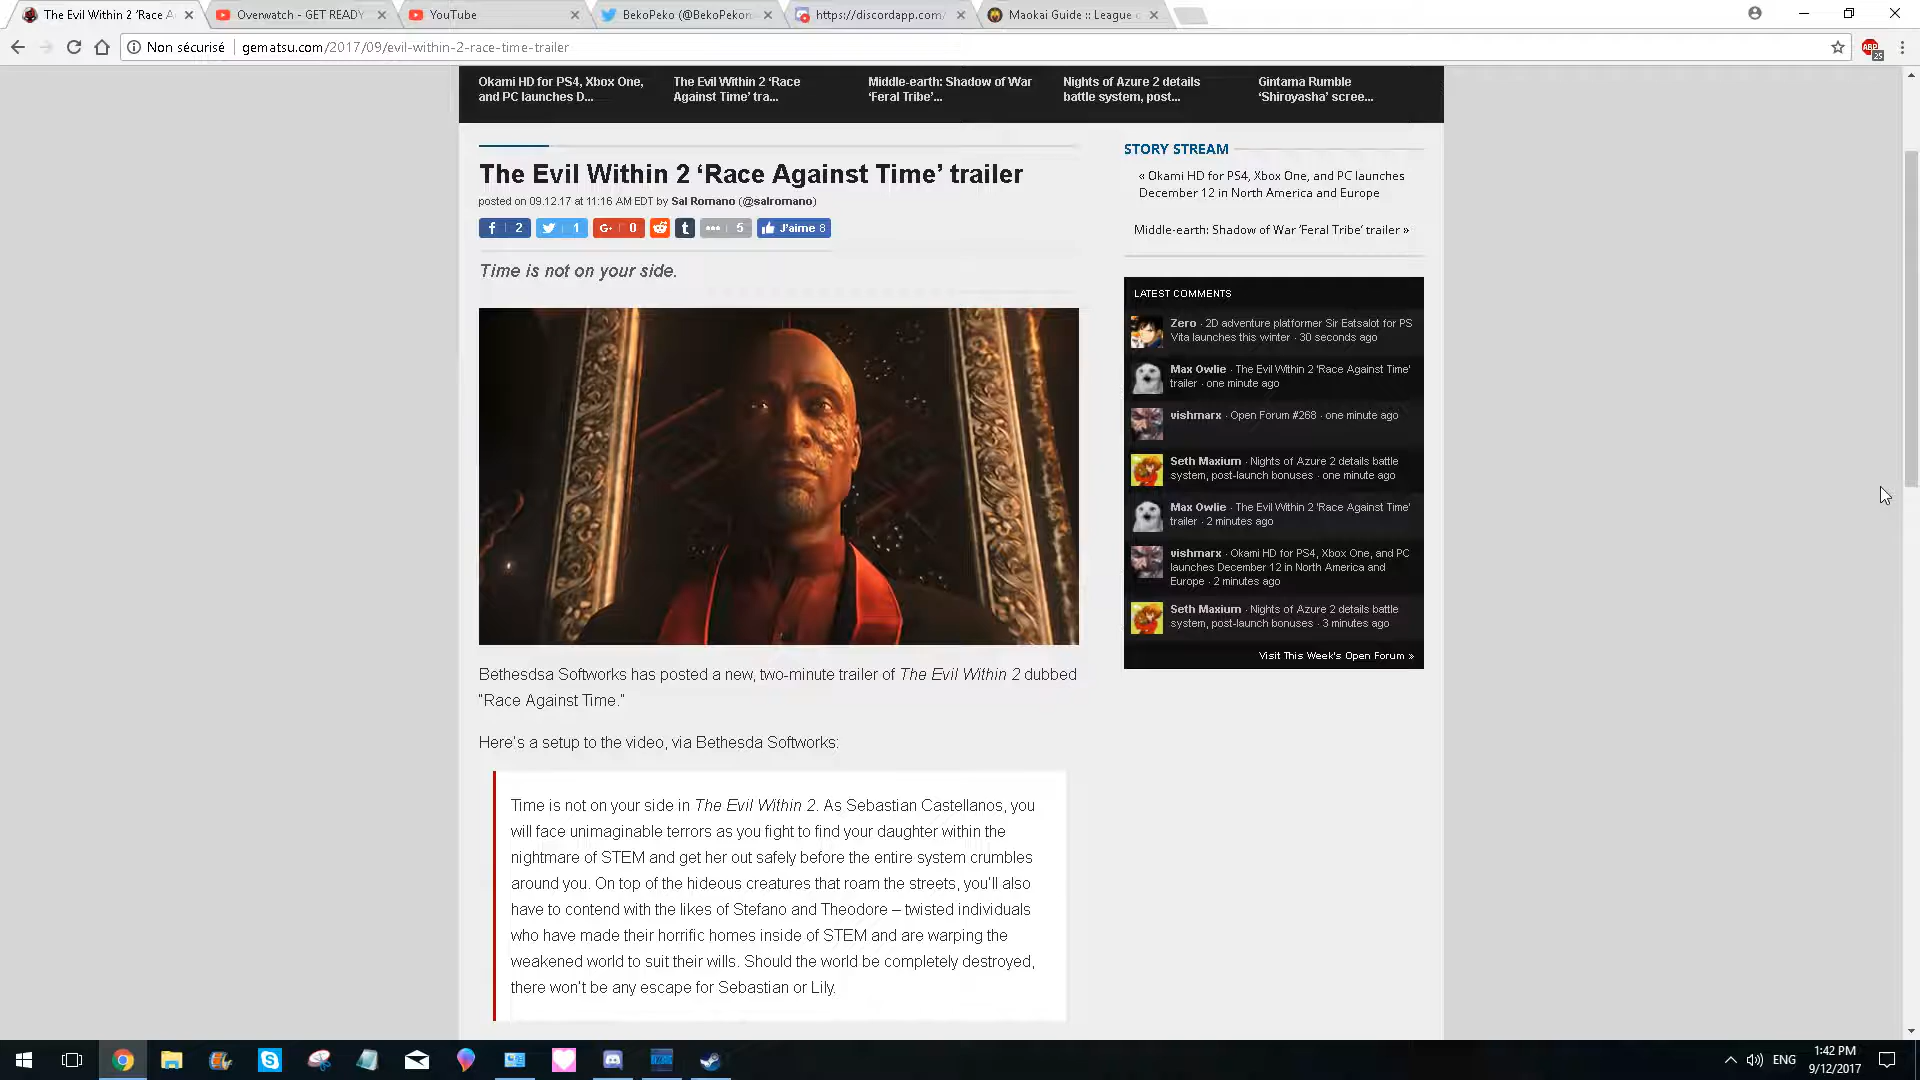 The Evil Within 2 'Race A
Overwatch - GET READY
YouTube
BekoPeko (@BekoPekon
https://discordapp.com/
Maokai Guide :: League o
Non sécurisé
gematsu.com/2017/09/evil-within-2-race-time-trailer
ABP
25
Okami HD for PS4, Xbox One,
and PC launches D...
The Evil Within 2 ‘Race
Against Time’ tra...
Middle-earth: Shadow of War
‘Feral Tribe’...
Nights of Azure 2 details
battle system, post...
Gintama Rumble
‘Shiroyasha’ scree...
The Evil Within 2 ‘Race Against Time’ trailer
posted on 09.12.17 at 11:16 AM EDT by Sal Romano (@salromano)
f 2
1
G+ 0
t
5
J'aime 8
Time is not on your side.
Bethesdsa Softworks has posted a new, two-minute trailer of The Evil Within 2 dubbed
“Race Against Time.”
Here’s a setup to the video, via Bethesda Softworks:
Time is not on your side in The Evil Within 2. As Sebastian Castellanos, you
will face unimaginable terrors as you fight to find your daughter within the
nightmare of STEM and get her out safely before the entire system crumbles
around you. On top of the hideous creatures that roam the streets, you’ll also
have to contend with the likes of Stefano and Theodore – twisted individuals
who have made their horrific homes inside of STEM and are warping the
weakened world to suit their wills. Should the world be completely destroyed,
there won’t be any escape for Sebastian or Lily.
STORY STREAM
« Okami HD for PS4, Xbox One, and PC launches
December 12 in North America and Europe
Middle-earth: Shadow of War ‘Feral Tribe’ trailer »
LATEST COMMENTS
Zero · 2D adventure platformer Sir Eatsalot for PS
Vita launches this winter · 30 seconds ago
Max Owlie · The Evil Within 2 'Race Against Time'
trailer · one minute ago
vishmarx · Open Forum #268 · one minute ago
Seth Maxium · Nights of Azure 2 details battle
system, post-launch bonuses · one minute ago
Max Owlie · The Evil Within 2 'Race Against Time'
trailer · 2 minutes ago
vishmarx · Okami HD for PS4, Xbox One, and PC
launches December 12 in North America and
Europe · 2 minutes ago
Seth Maxium · Nights of Azure 2 details battle
system, post-launch bonuses · 3 minutes ago
Visit This Week's Open Forum »
ENG
1:42 PM
9/12/2017